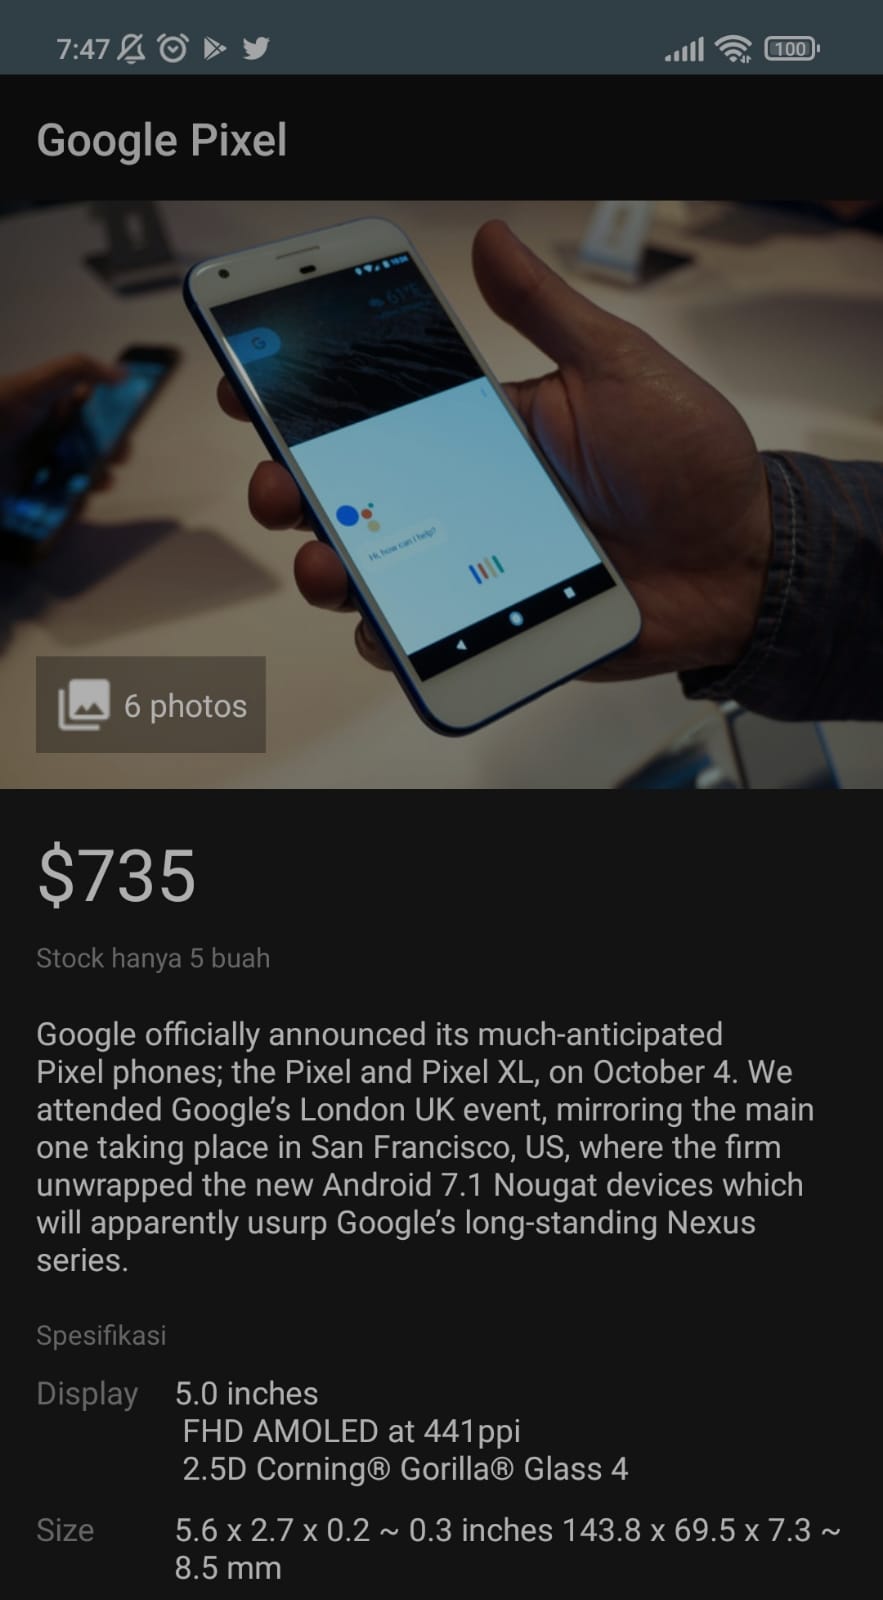 7:47
100
Google Pixel
G
61°F
Hi, how can I help?
6 photos
$735
Stock hanya 5 buah
Google officially announced its much-anticipated
Pixel phones; the Pixel and Pixel XL, on October 4. We
attended Google’s London UK event, mirroring the main
one taking place in San Francisco, US, where the firm
unwrapped the new Android 7.1 Nougat devices which
will apparently usurp Google’s long-standing Nexus
series.
Spesifikasi
Display 5.0 inches
FHD AMOLED at 441ppi
2.5D Corning® Gorilla® Glass 4
Size 5.6 x 2.7 x 0.2 ~ 0.3 inches 143.8 x 69.5 x 7.3 ~
8.5 mm